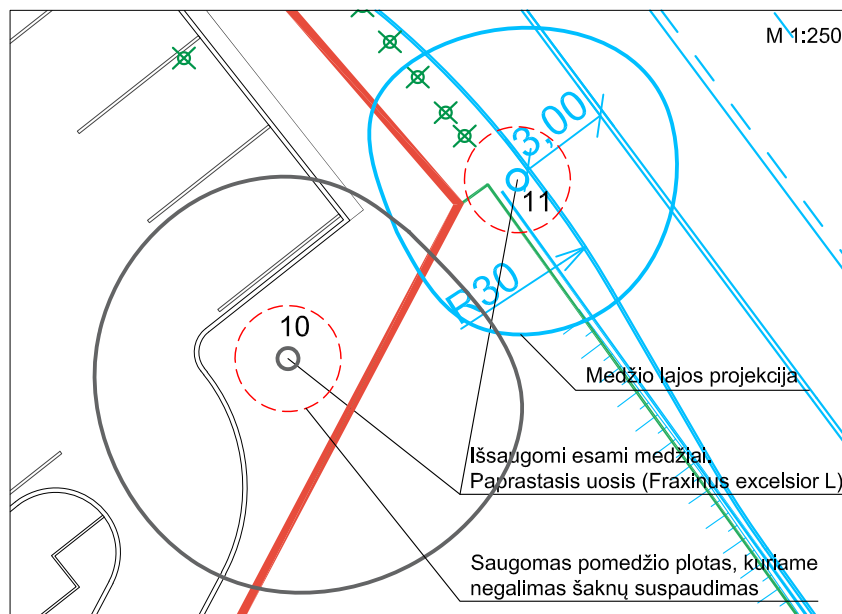 M 1:250
3,00
11
R 30
10
Medžio lajos projekcija
Išsaugomi esami medžiai.
Paprastasis uosis (Fraxinus excelsior L)
Saugomas pomedžio plotas, kuriame
negalimas šaknų suspaudimas